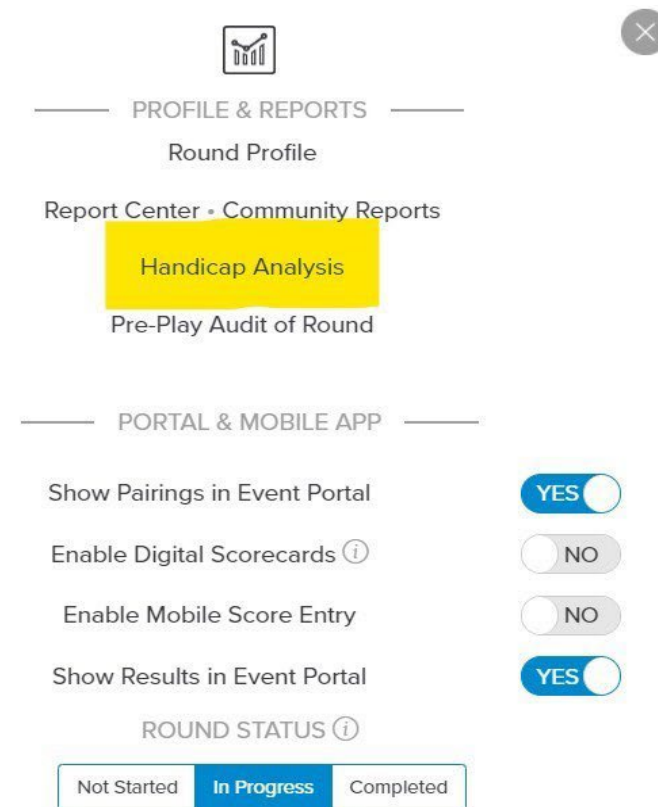 PROFILE & REPORTS
Round Profile
Report Center • Community Reports
Handicap Analysis
Pre-Play Audit of Round
PORTAL & MOBILE APP
Show Pairings in Event Portal YES
Enable Digital Scorecards i NO
Enable Mobile Score Entry NO
Show Results in Event Portal YES
ROUND STATUS i
Not Started In Progress Completed